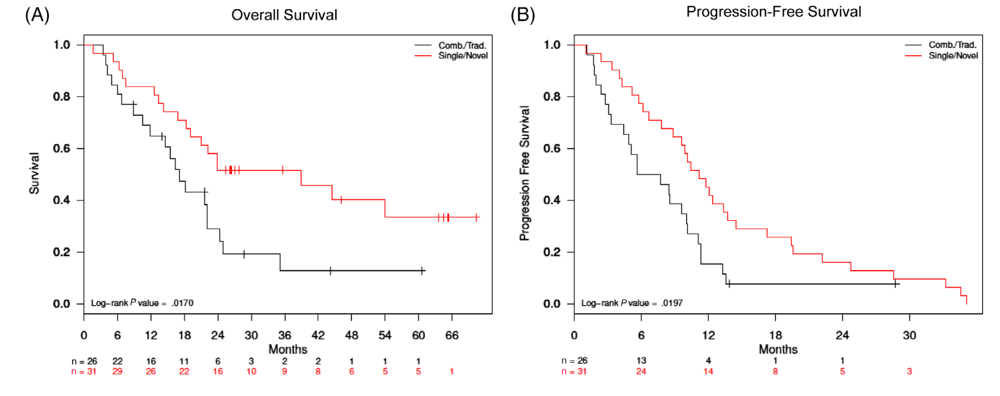 (A)
Overall Survival
1.0
0.8
0.6
0.4
0.2
0.0
Survival
Comb./Trad.
Single/Novel
Log-rank P value = .0170
0 6 12 18 24 30 36 42 48 54 60 66
Months
n = 26 22 16 11 6 3 2 2 1 1 1
n = 31 29 26 22 16 10 9 8 6 5 5 1
(B)
Progression-Free Survival
1.0
0.8
0.6
0.4
0.2
0.0
Progression Free Survival
Comb./Trad.
Single/Novel
Log-rank P value = .0197
0 6 12 18 24 30
Months
n = 26 13 4 1 1
n = 31 24 14 8 5 3